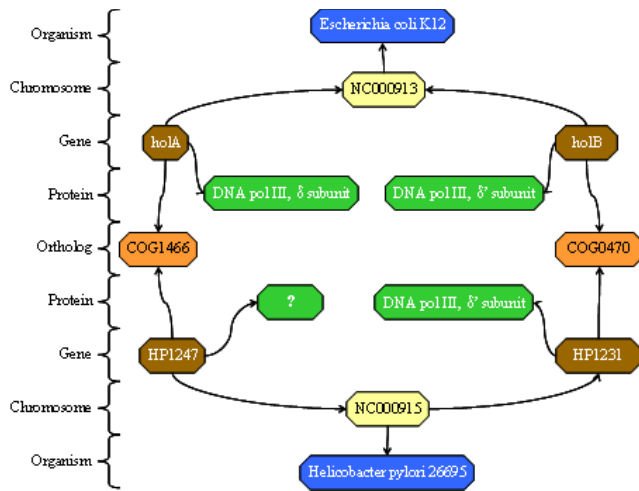 Organism
Escherichia coli K12
Chromosome
NC000913
Gene
holA
holB
Protein
DNA pol III, δ subunit
DNA pol III, δ' subunit
Ortholog
COG1466
COG0470
Protein
?
DNA pol III, δ' subunit
Gene
HP1247
HP1231
Chromosome
NC000915
Organism
Helicobacter pylori 26695